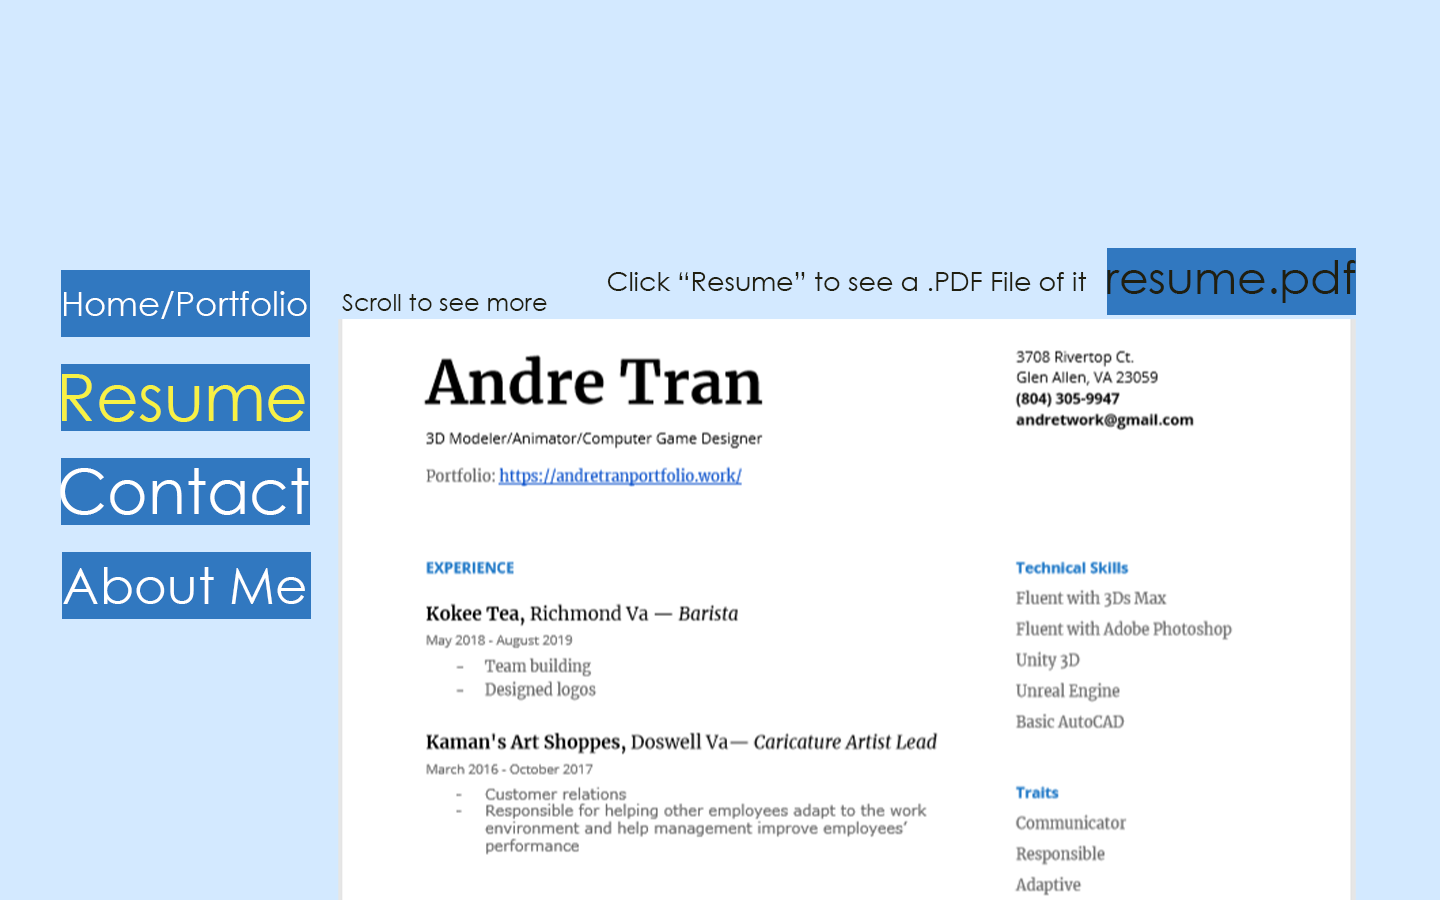 Home/Portfolio
Resume
Contact
About Me
Scroll to see more
Click “Resume” to see a .PDF File of it
resume.pdf
Andre Tran
3D Modeler/Animator/Computer Game Designer
Portfolio: https://andretranportfolio.work/
3708 Rivertop Ct.
Glen Allen, VA 23059
(804) 305-9947
andretwork@gmail.com
EXPERIENCE
Kokee Tea, Richmond Va — Barista
May 2018 - August 2019
- Team building
- Designed logos
Kaman's Art Shoppes, Doswell Va— Caricature Artist Lead
March 2016 - October 2017
- Customer relations
- Responsible for helping other employees adapt to the work
environment and help management improve employees’
performance
Technical Skills
Fluent with 3Ds Max
Fluent with Adobe Photoshop
Unity 3D
Unreal Engine
Basic AutoCAD
Traits
Communicator
Responsible
Adaptive